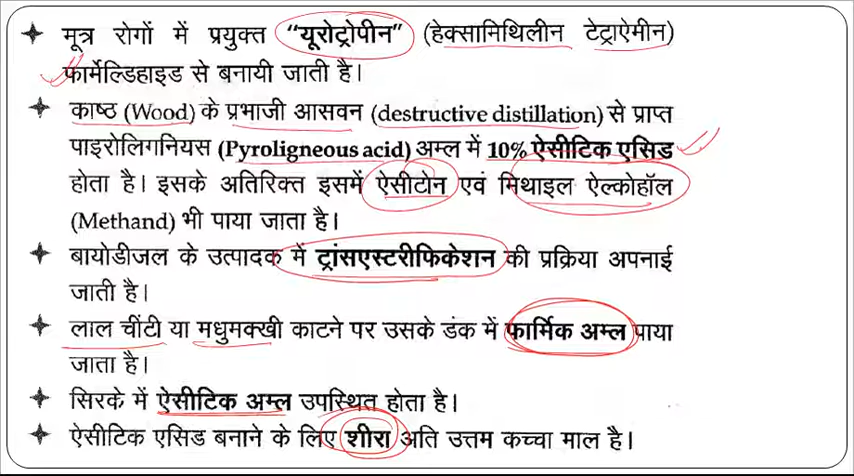 मूत्र रोगों में प्रयुक्त “यूरोट्रोपीन” (हेक्सामिथिलीन टेट्राऐमीन)
फार्मेल्डिहाइड से बनायी जाती है।
काष्ठ (Wood) के प्रभाजी आसवन (destructive distillation) से प्राप्त
पाइरोलिगनियस (Pyroligneous acid) अम्ल में 10% ऐसीटिक एसिड
होता है। इसके अतिरिक्त इसमें ऐसीटोन एवं मिथाइल ऐल्कोहॉल
(Methand) भी पाया जाता है।
बायोडीजल के उत्पादक में ट्रांसएस्टरीफिकेशन की प्रक्रिया अपनाई
जाती है।
लाल चींटी या मधुमक्खी काटने पर उसके डंक में फार्मिक अम्ल पाया
जाता है।
सिरके में ऐसीटिक अम्ल उपस्थित होता है।
ऐसीटिक एसिड बनाने के लिए शीरा अति उत्तम कच्चा माल है।